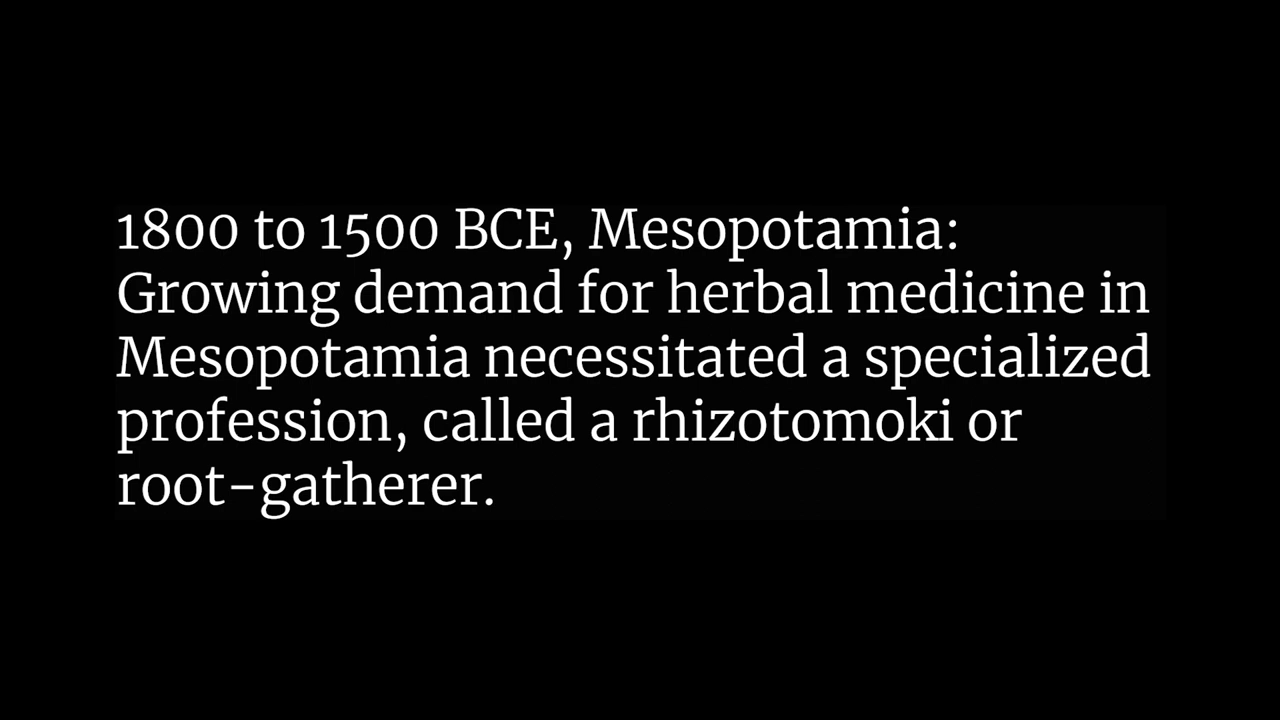 1800 to 1500 BCE, Mesopotamia:
Growing demand for herbal medicine in
Mesopotamia necessitated a specialized
profession, called a rhizotomoki or
root-gatherer.